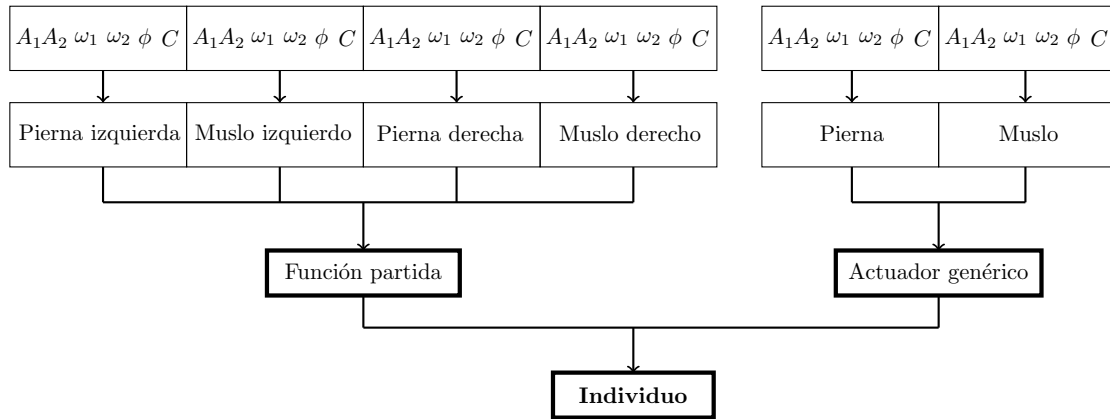 A₁A₂ ω₁ ω₂ ϕ C A₁A₂ ω₁ ω₂ ϕ C A₁A₂ ω₁ ω₂ ϕ C A₁A₂ ω₁ ω₂ ϕ C A₁A₂ ω₁ ω₂ ϕ C A₁A₂ ω₁ ω₂ ϕ C
Pierna izquierda Muslo izquierdo Pierna derecha Muslo derecho Pierna Muslo
Función partida Actuador genérico
Individuo